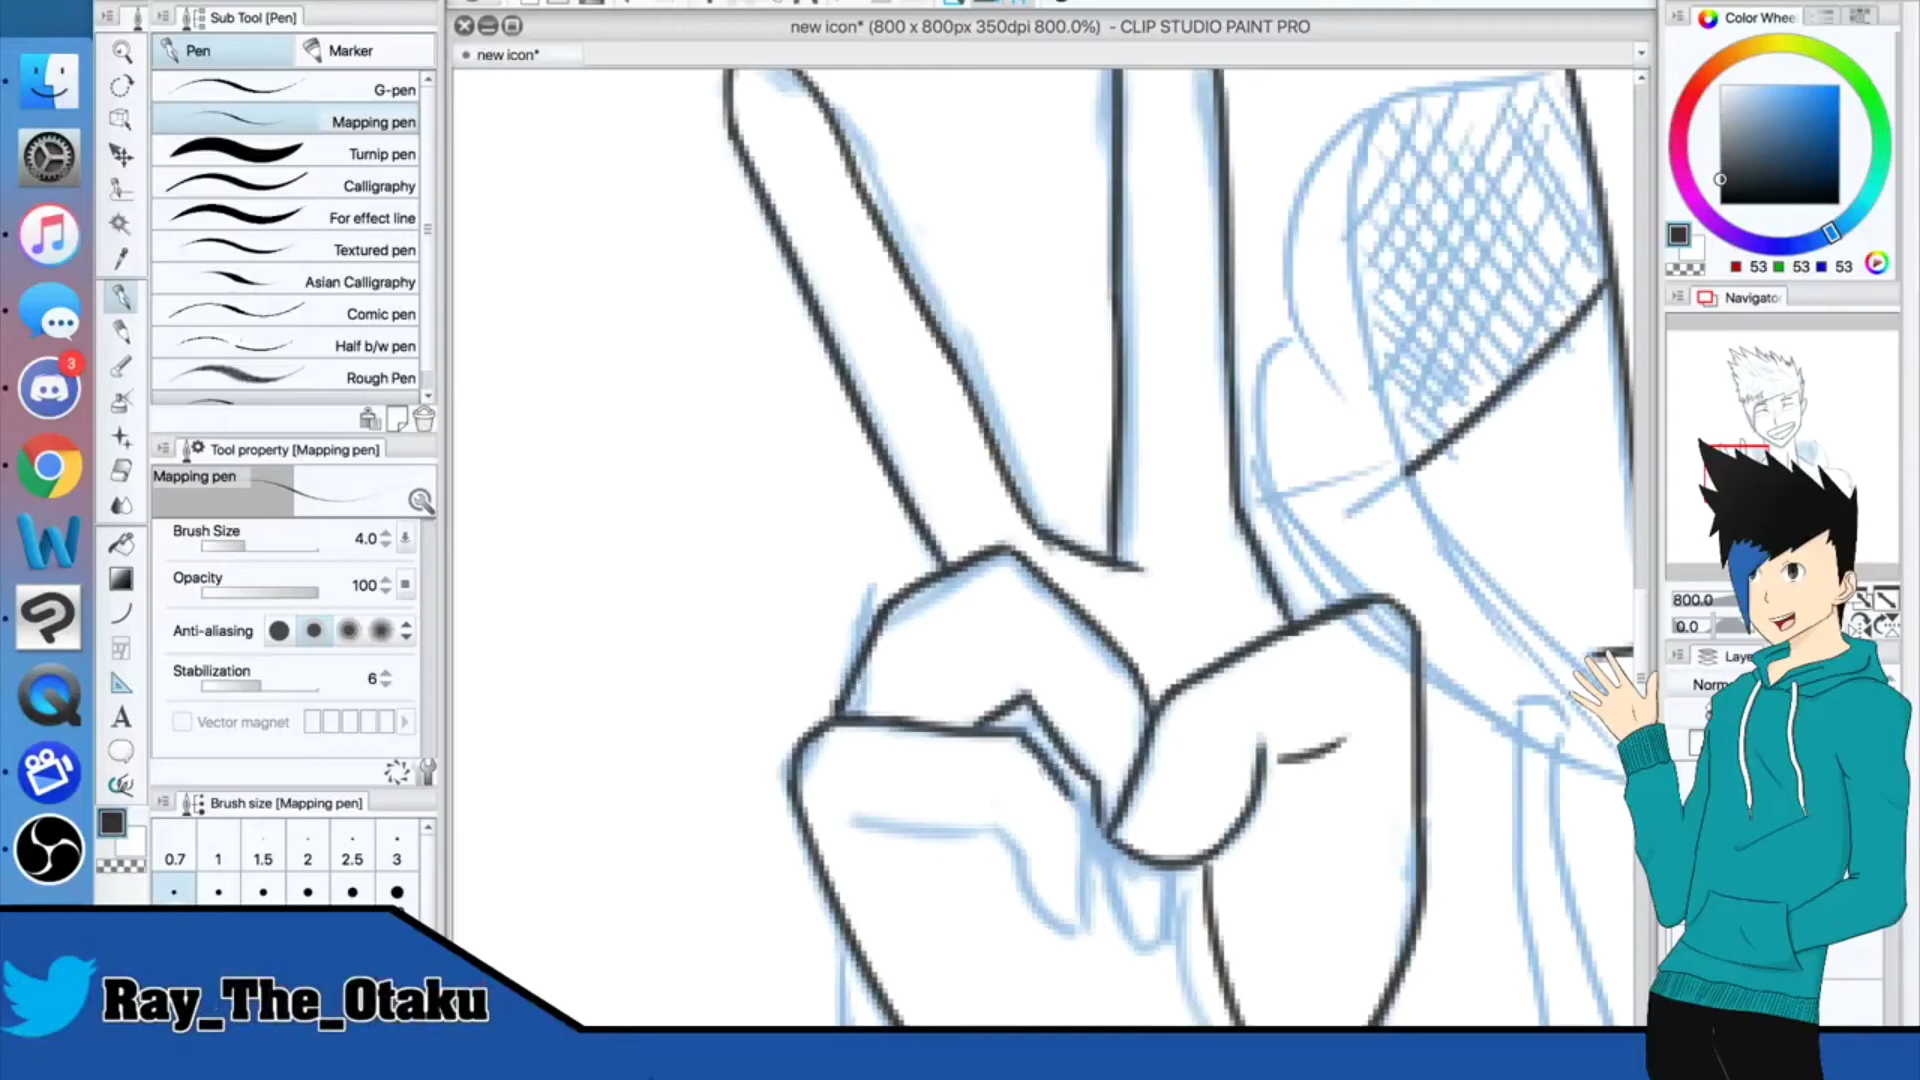 Sub Tool [Pen]
Pen
Marker
G-pen
Mapping pen
Turnip pen
Calligraphy
For effect line
Textured pen
Asian Calligraphy
Comic pen
Half b/w pen
Rough Pen
Tool property [Mapping pen]
Mapping pen
Brush Size 4.0
Opacity 100
Anti-aliasing
Stabilization 6
Vector magnet
Brush size [Mapping pen]
0.7 1 1.5 2 2.5 3
new icon* (800 x 800px 350dpi 800.0%) - CLIP STUDIO PAINT PRO
new icon*
3
A
Color Whee
53 53 53
Navigato
800.0
0.0
Laye
Norm
Ray_The_Otaku